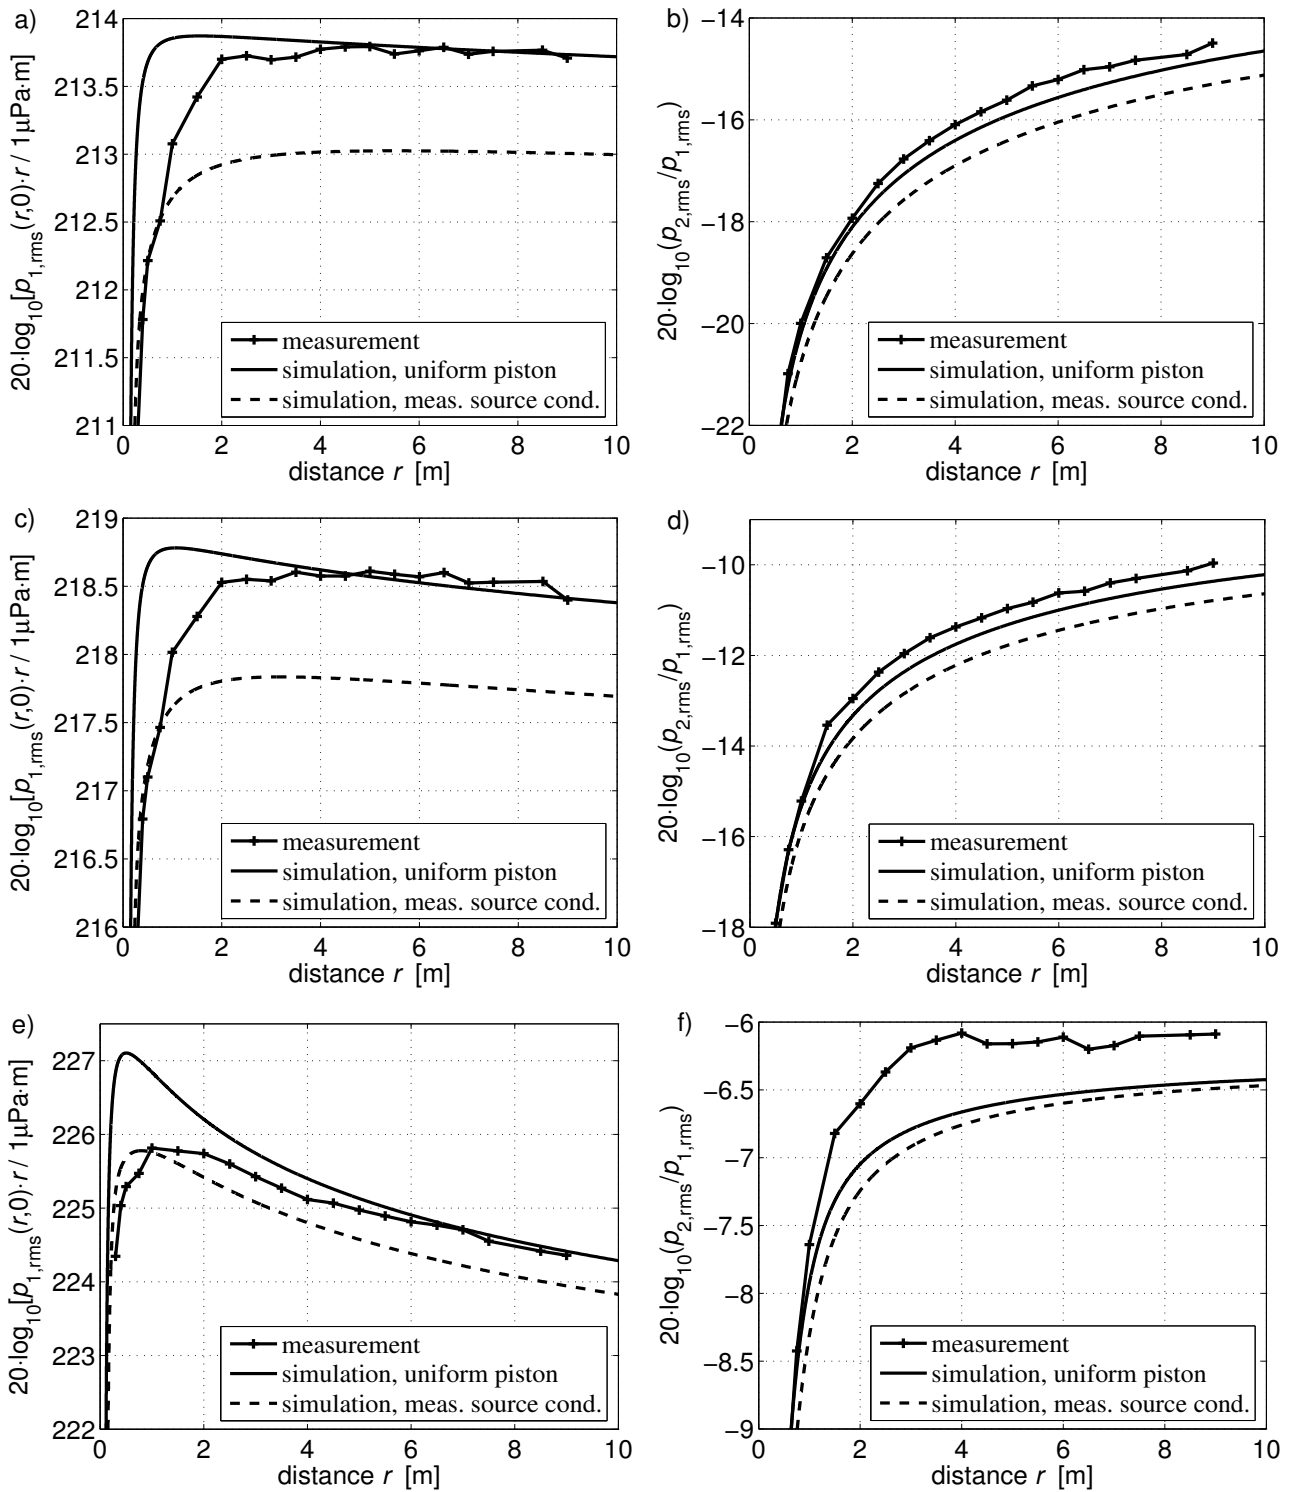 a)
20·log10[p1,rms(r,0)·r / 1μPa·m]
214
213.5
213
212.5
212
211.5
211
0 2 4 6 8 10
distance r [m]
measurement
simulation, uniform piston
simulation, meas. source cond.
b)
20·log10(p2,rms/p1,rms)
−14
−16
−18
−20
−22
0 2 4 6 8 10
distance r [m]
measurement
simulation, uniform piston
simulation, meas. source cond.
c)
20·log10[p1,rms(r,0)·r / 1μPa·m]
219
218.5
218
217.5
217
216.5
216
0 2 4 6 8 10
distance r [m]
measurement
simulation, uniform piston
simulation, meas. source cond.
d)
20·log10(p2,rms/p1,rms)
−10
−12
−14
−16
−18
0 2 4 6 8 10
distance r [m]
measurement
simulation, uniform piston
simulation, meas. source cond.
e)
20·log10[p1,rms(r,0)·r / 1μPa·m]
227
226
225
224
223
222
0 2 4 6 8 10
distance r [m]
measurement
simulation, uniform piston
simulation, meas. source cond.
f)
20·log10(p2,rms/p1,rms)
−6
−6.5
−7
−7.5
−8
−8.5
−9
0 2 4 6 8 10
distance r [m]
measurement
simulation, uniform piston
simulation, meas. source cond.